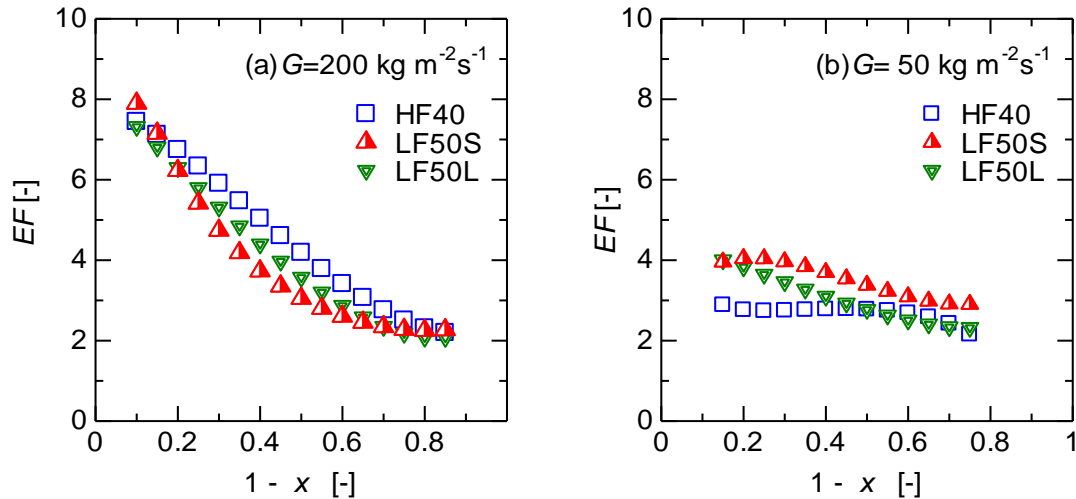 (a) G=200 kg m⁻²s⁻¹
HF40
LF50S
LF50L
10
8
6
4
2
0
EF [-]
0
0.2
0.4
0.6
0.8
1 - x [-]
(b) G= 50 kg m⁻²s⁻¹
HF40
LF50S
LF50L
10
8
6
4
2
0
EF [-]
0
0.2
0.4
0.6
0.8
1
1 - x [-]